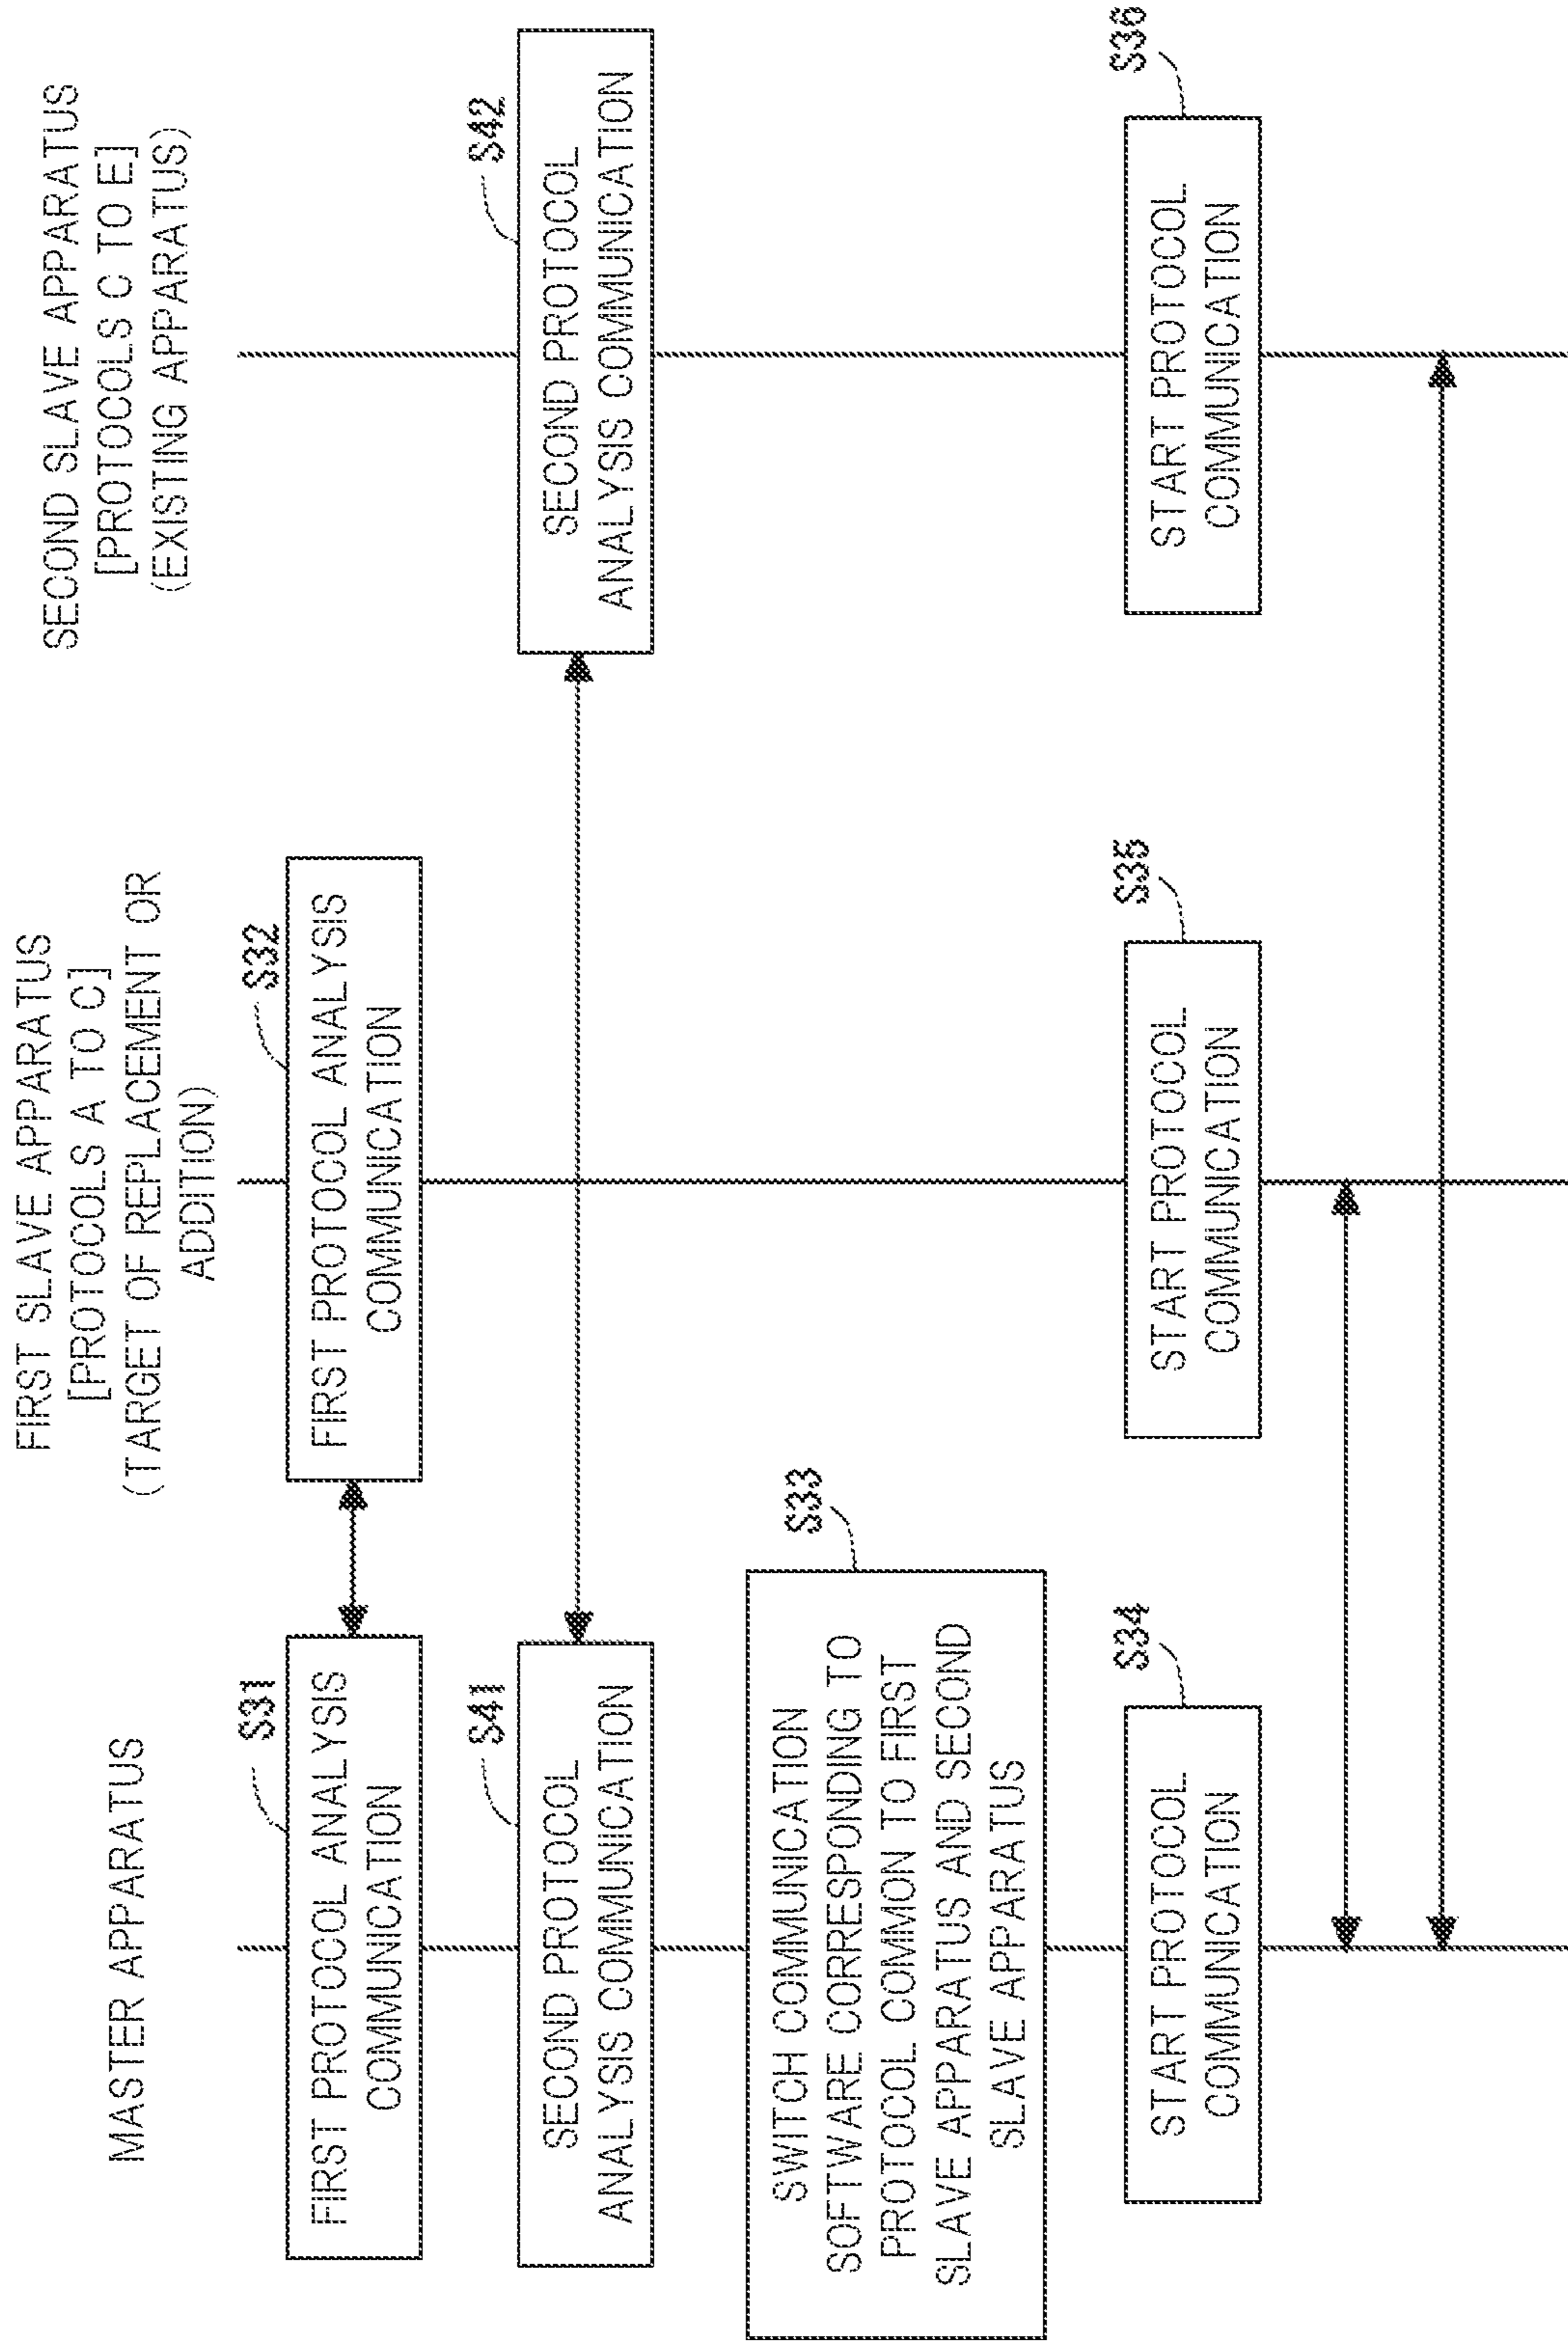 MASTER APPARATUS
FIRST SLAVE APPARATUS
[PROTOCOLS A TO C]
(TARGET OF REPLACEMENT OR
ADDITION)
SECOND SLAVE APPARATUS
[PROTOCOLS C TO E]
(EXISTING APPARATUS)
S31
FIRST PROTOCOL ANALYSIS
COMMUNICATION
S32
FIRST PROTOCOL ANALYSIS
COMMUNICATION
S41
SECOND PROTOCOL
ANALYSIS COMMUNICATION
S42
SECOND PROTOCOL
ANALYSIS COMMUNICATION
S33
SWITCH COMMUNICATION
SOFTWARE CORRESPONDING TO
PROTOCOL COMMON TO FIRST
SLAVE APPARATUS AND SECOND
SLAVE APPARATUS
S34
START PROTOCOL
COMMUNICATION
S35
START PROTOCOL
COMMUNICATION
S36
START PROTOCOL
COMMUNICATION